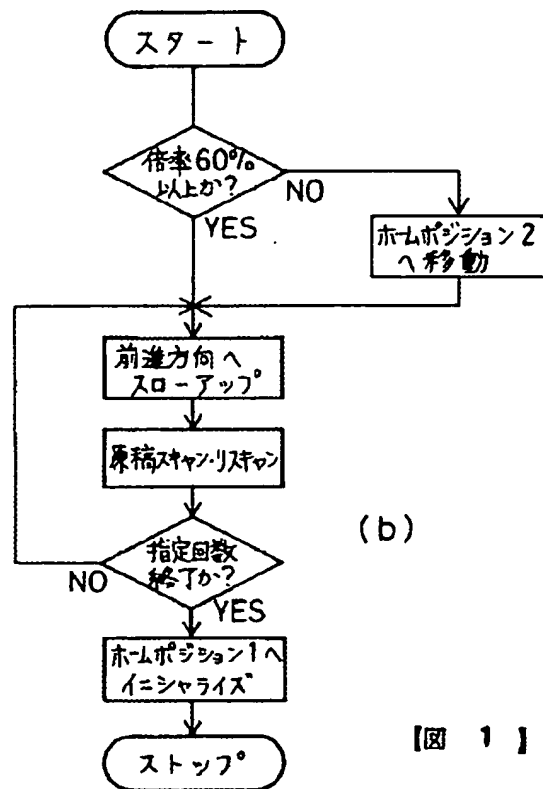 スタート
倍率60%
以上か?
NO
YES
ホームポジション2
へ移動
前進方向へ
スローアップ
原稿スキャン・リスキャン
(b)
指定回数
終了か?
NO
YES
ホームポジション1へ
イニシャライズ
ストップ
【図 1 】